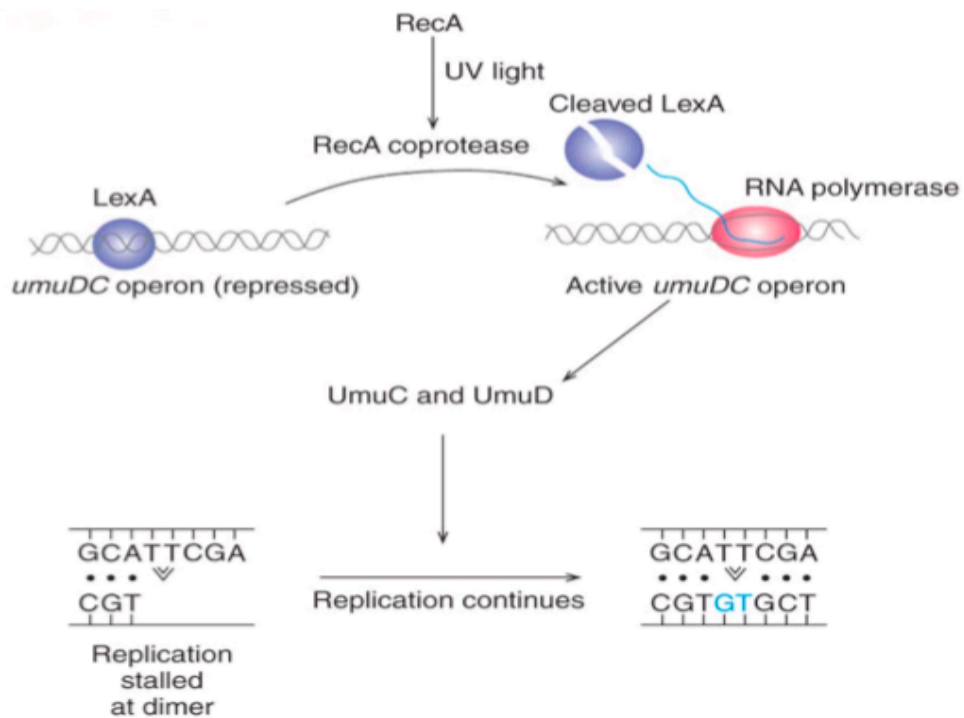 RecA
UV light
Cleaved LexA
RecA coprotease
LexA
RNA polymerase
umuDC operon (repressed)
Active umuDC operon
UmuC and UmuD
GCATTCGA
CGT
Replication
stalled
at dimer
Replication continues
GCATTCGA
CGTGTGCT